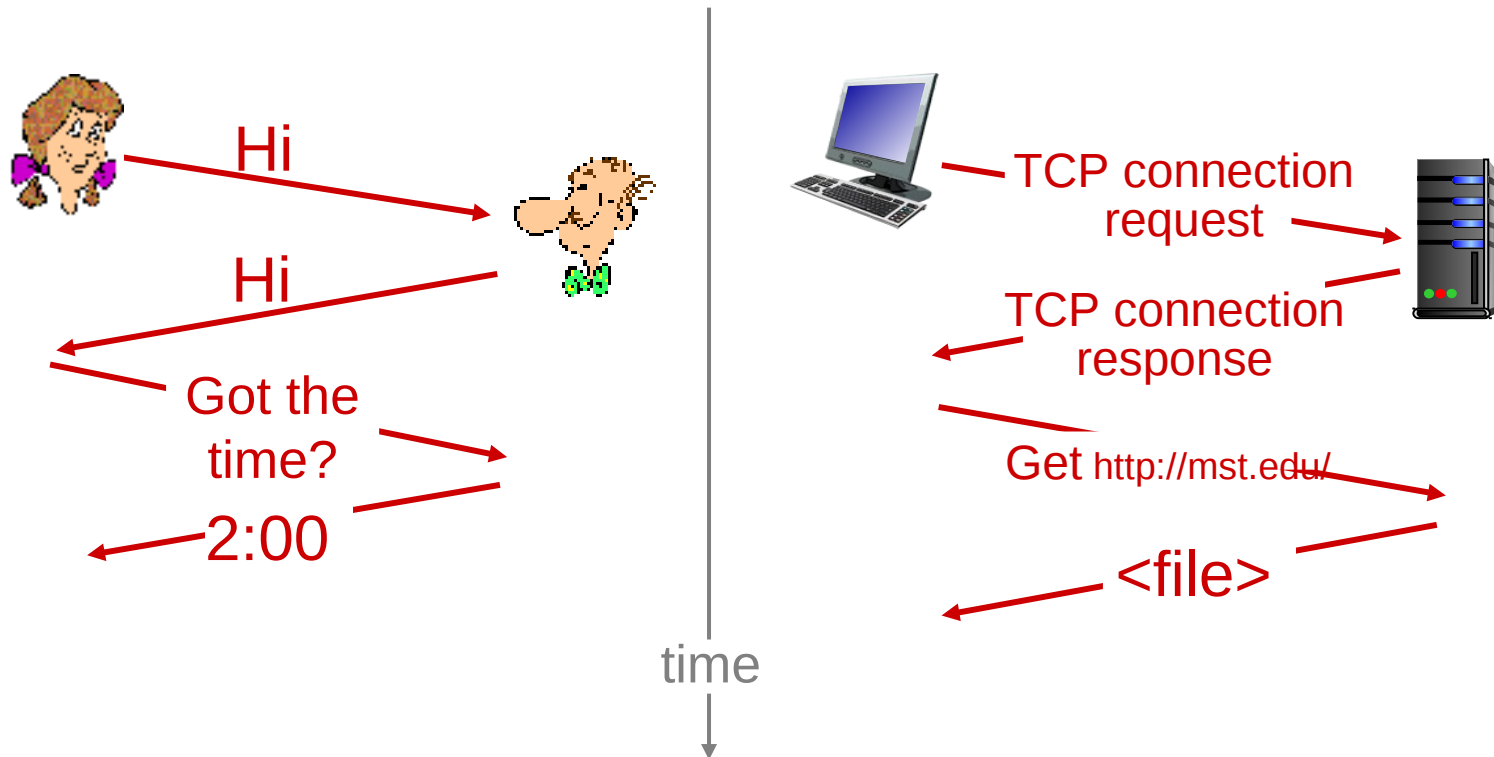 Hi
Hi
Got the
time?
2:00
TCP connection
request
TCP connection
response
Get http://mst.edu/
<file>
time